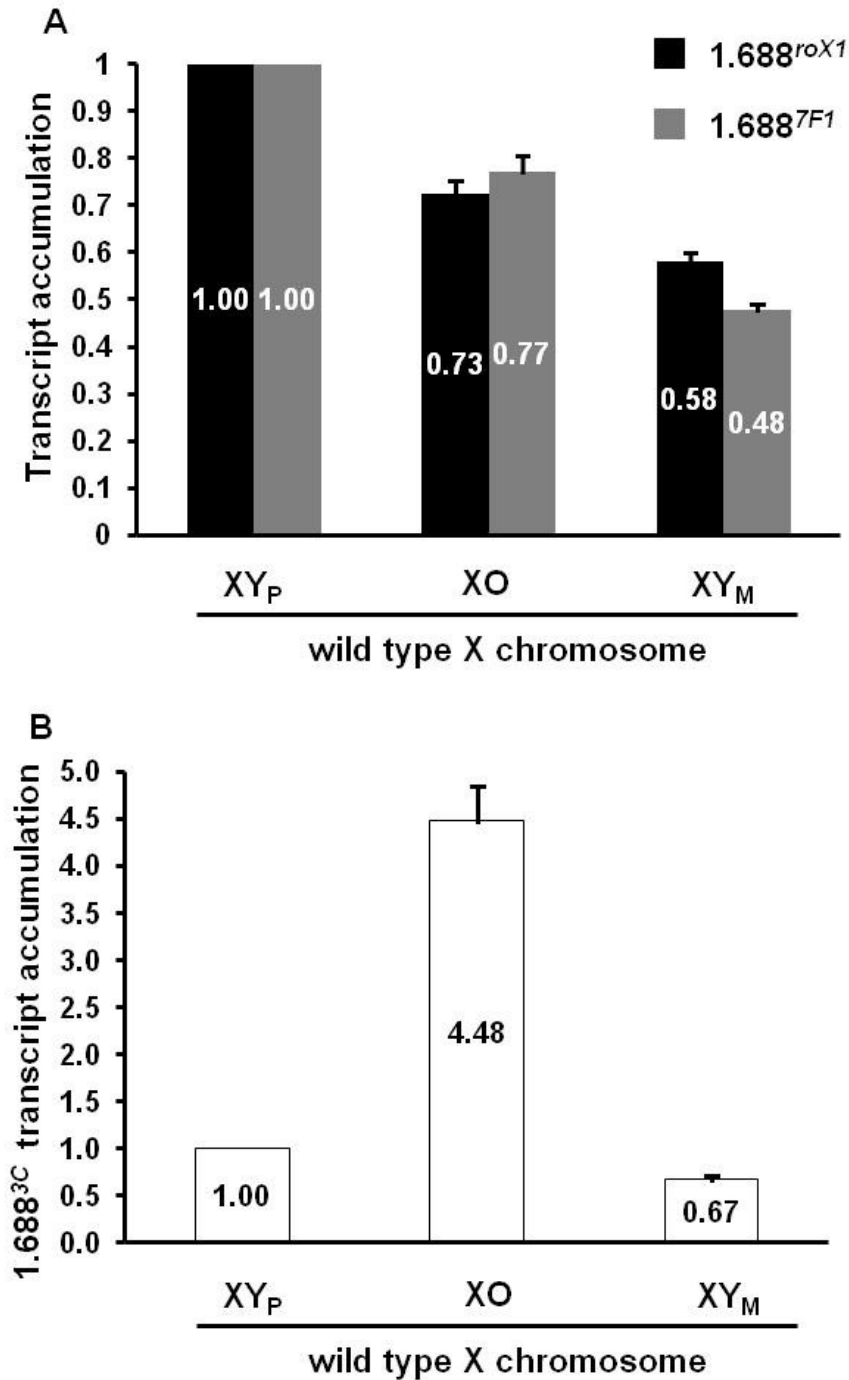 A
1.688roX1
1.6887F1
Transcript accumulation
1
0.9
0.8
0.7
0.6
0.5
0.4
0.3
0.2
0.1
0
1.00
1.00
0.73
0.77
0.58
0.48
XYP
XO
XYM
wild type X chromosome
B
1.6883C transcript accumulation
5.0
4.5
4.0
3.5
3.0
2.5
2.0
1.5
1.0
0.5
0.0
1.00
4.48
0.67
XYP
XO
XYM
wild type X chromosome